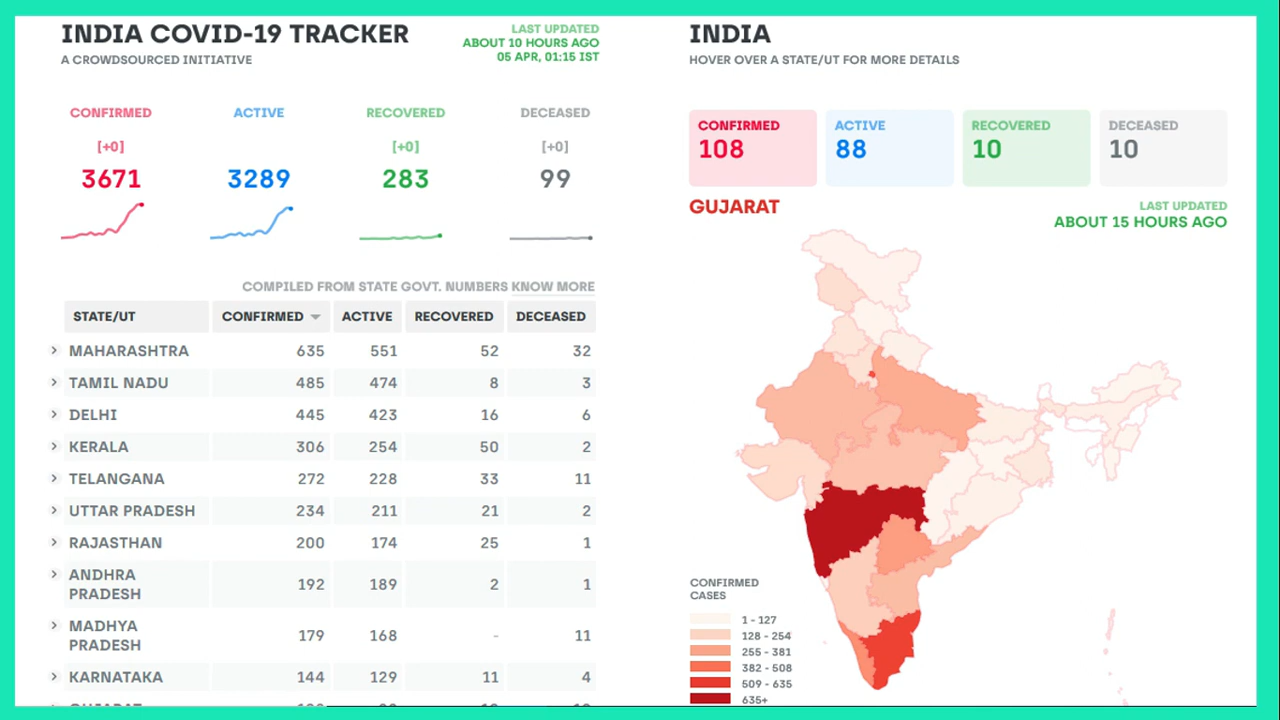 INDIA COVID-19 TRACKER
A CROWDSOURCED INITIATIVE
LAST UPDATED
ABOUT 10 HOURS AGO
05 APR, 01:15 IST
CONFIRMED ACTIVE RECOVERED DECEASED
[+0] [+0] [+0]
3671 3289 283 99
COMPILED FROM STATE GOVT. NUMBERS KNOW MORE
STATE/UT CONFIRMED ACTIVE RECOVERED DECEASED
MAHARASHTRA 635 551 52 32
TAMIL NADU 485 474 8 3
DELHI 445 423 16 6
KERALA 306 254 50 2
TELANGANA 272 228 33 11
UTTAR PRADESH 234 211 21 2
RAJASTHAN 200 174 25 1
ANDHRA
PRADESH 192 189 2 1
MADHYA
PRADESH 179 168 - 11
KARNATAKA 144 129 11 4
INDIA
HOVER OVER A STATE/UT FOR MORE DETAILS
CONFIRMED ACTIVE RECOVERED DECEASED
108 88 10 10
GUJARAT
LAST UPDATED
ABOUT 15 HOURS AGO
CONFIRMED
CASES
1 - 127
128 - 254
255 - 381
382 - 508
509 - 635
635+